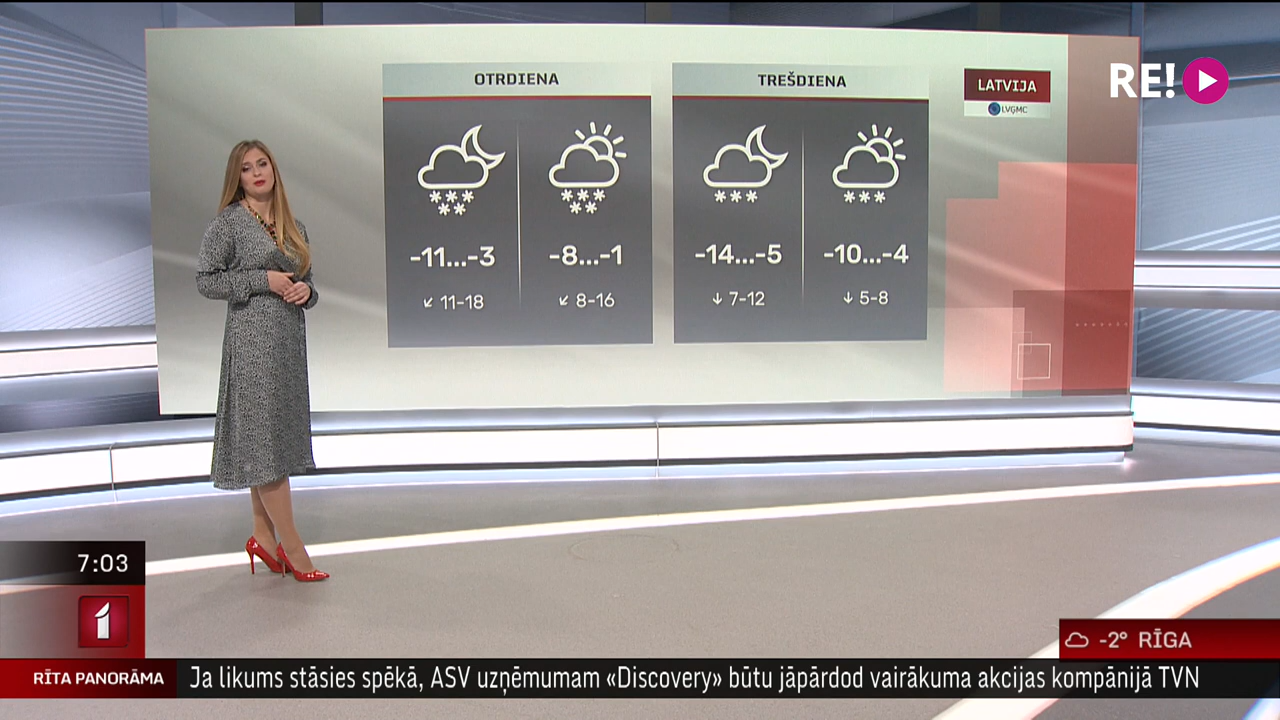 RE!
OTRDIENA
TREŠDIENA
LATVIJA
LVĢMC
-11...-3
-8...-1
-14...-5
-10...-4
↙ 11-18
↙ 8-16
↓ 7-12
↓ 5-8
7:03
1
-2° RĪGA
RĪTA PANORĀMA
Ja likums stāsies spēkā, ASV uzņēmumam «Discovery» būtu jāpārdod vairākuma akcijas kompānijā TVN